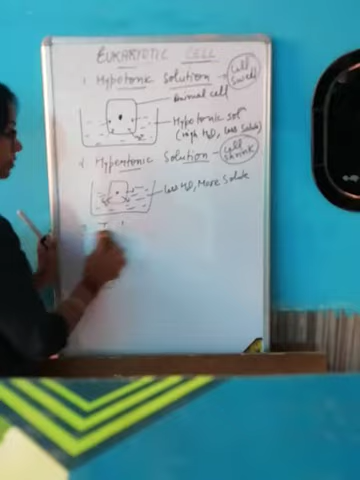 EUKARYOTIC CELL
1. Hypotonic Solution → Cell Swell
Animal cell
Hypotonic sol
(High H₂O, Less Solute)
2. Hypertonic Solution → Cell Shrink
Less H₂O, More Solute